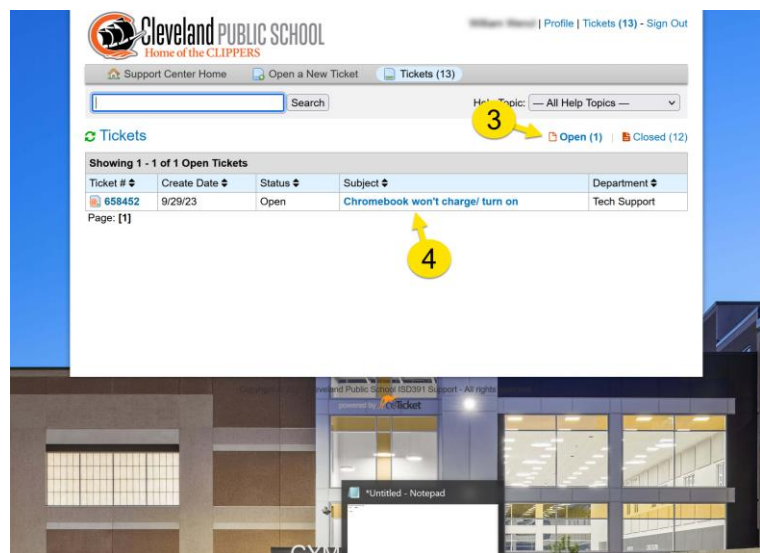 Cleveland PUBLIC SCHOOL
Home of the CLIPPERS
| Profile | Tickets (13) - Sign Out
Support Center Home Open a New Ticket Tickets (13)
Search Help Topic: — All Help Topics —
3
Tickets Open (1) | Closed (12)
Showing 1 - 1 of 1 Open Tickets
Ticket # Create Date Status Subject Department
658452 9/29/23 Open Chromebook won't charge/ turn on Tech Support
Page: [1]
4
Public School ISD391 Support - All rights
powered by
*Untitled - Notepad
GYM